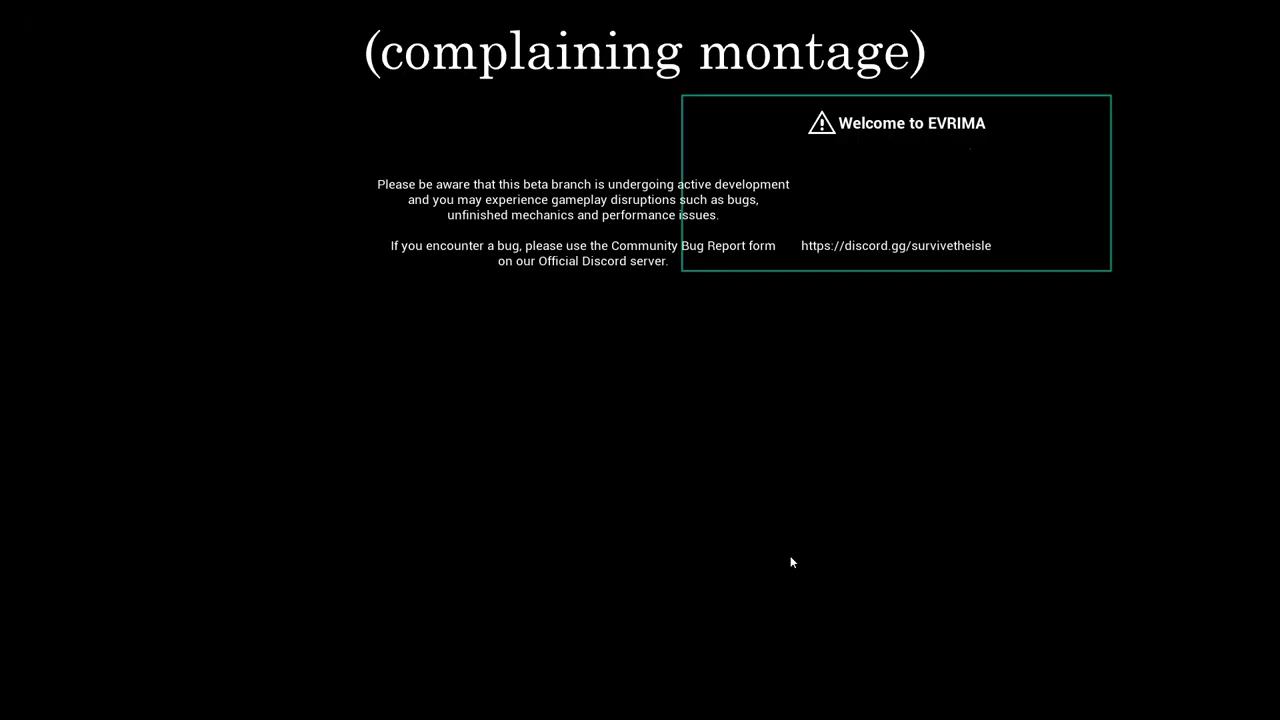 (complaining montage)
Welcome to EVRIMA
Please be aware that this beta branch is undergoing active development
and you may experience gameplay disruptions such as bugs,
unfinished mechanics and performance issues.
If you encounter a bug, please use the Community Bug Report form
on our Official Discord server.
https://discord.gg/survivetheisle